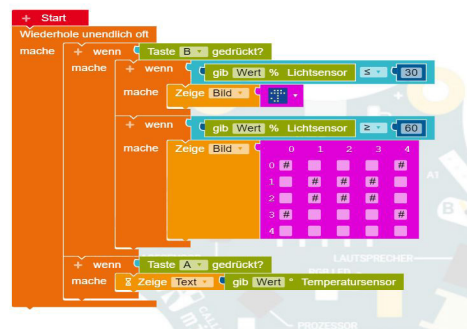 + Start
Wiederhole unendlich oft
mache + wenn Taste B gedrückt?
mache + wenn gib Wert % Lichtsensor ≤ 30
mache Zeige Bild
+ wenn gib Wert % Lichtsensor ≥ 60
mache Zeige Bild 0 1 2 3 4
0 # #
1 # # #
2 # # #
3 # #
4
+ wenn Taste A gedrückt?
mache Zeige Text gib Wert ° Temperatursensor
A1
B
LAUTSPRECHER
RGB LED
PROZESSOR